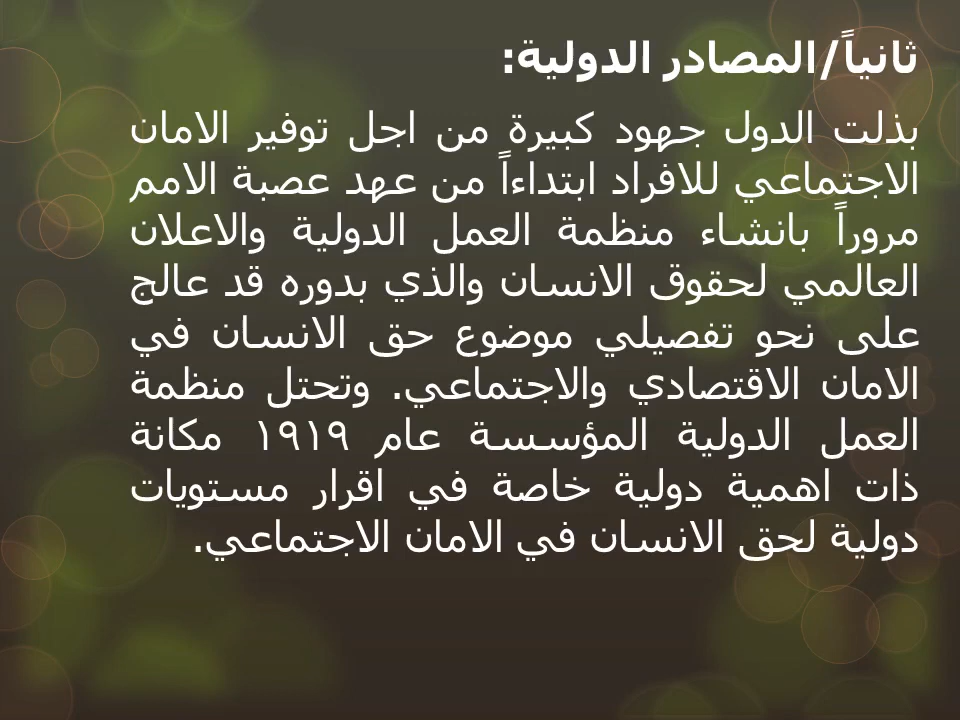 ثانياً/المصادر الدولية:
بذلت الدول جهود كبيرة من اجل توفير الامان
الاجتماعي للافراد ابتداءاً من عهد عصبة الامم
مروراً بانشاء منظمة العمل الدولية والاعلان
العالمي لحقوق الانسان والذي بدوره قد عالج
على نحو تفصيلي موضوع حق الانسان في
الامان الاقتصادي والاجتماعي. وتحتل منظمة
العمل الدولية المؤسسة عام ١٩١٩ مكانة
ذات اهمية دولية خاصة في اقرار مستويات
دولية لحق الانسان في الامان الاجتماعي.